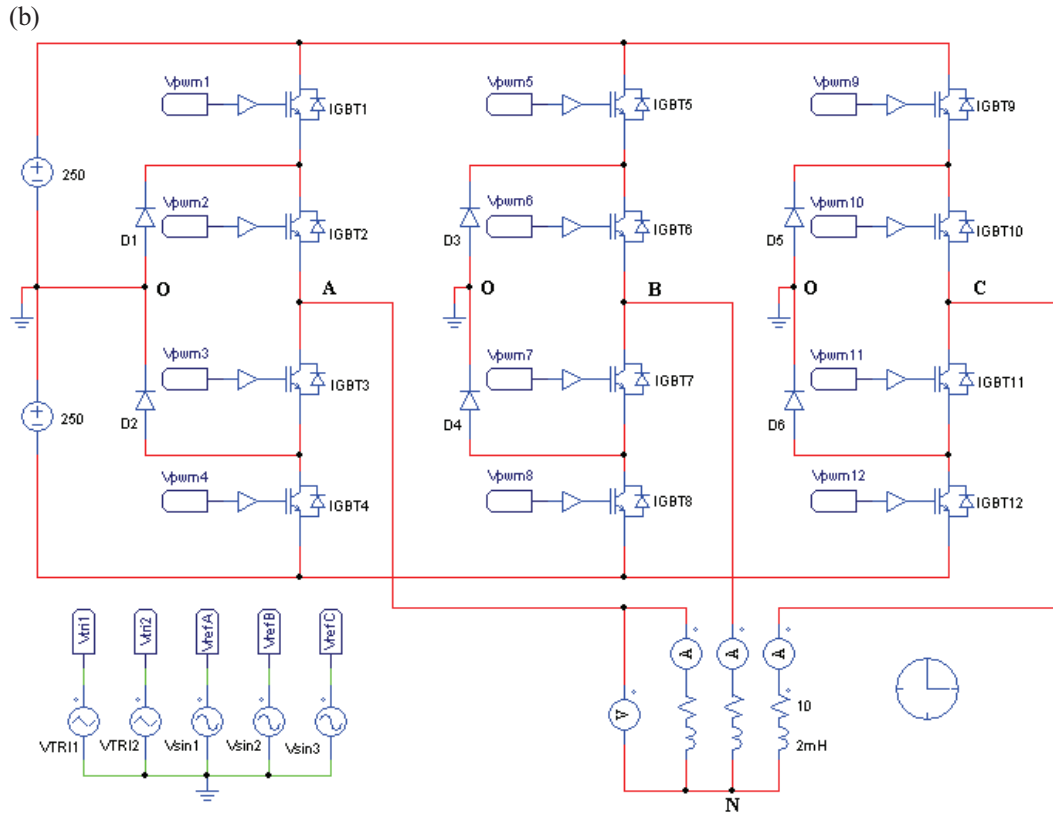 (b)
Vpwm1
IGBT1
Vpwm5
IGBT5
Vpwm9
IGBT9
250
Vpwm2
IGBT2
D1
Vpwm6
IGBT6
D3
Vpwm10
IGBT10
D5
O
A
O
B
O
C
Vpwm3
IGBT3
D2
Vpwm7
IGBT7
D4
Vpwm11
IGBT11
D6
250
Vpwm4
IGBT4
Vpwm8
IGBT8
Vpwm12
IGBT12
Vtri1
Vtri2
VrefA
VrefB
VrefC
VTRI1
VTRI2
Vsin1
Vsin2
Vsin3
V
A
A
A
10
2mH
N